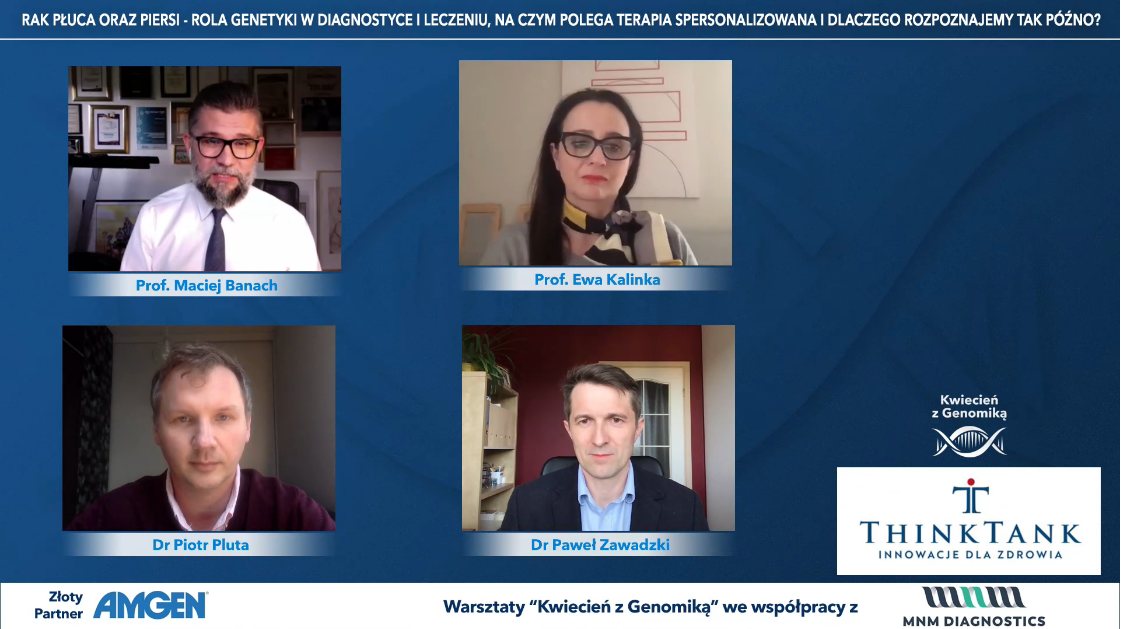 RAK PŁUCA ORAZ PIERSI - ROLA GENETYKI W DIAGNOSTYCE I LECZENIU, NA CZYM POLEGA TERAPIA SPERSONALIZOWANA I DLACZEGO ROZPOZNAJEMY TAK PÓŹNO?
Prof. Maciej Banach
Prof. Ewa Kalinka
Dr Piotr Pluta
Dr Paweł Zawadzki
Kwiecień
z Genomiką
THINKTANK
INNOWACJE DLA ZDROWIA
Złoty
Partner
AMGEN®
Warsztaty “Kwiecień z Genomiką” we współpracy z
MNM DIAGNOSTICS